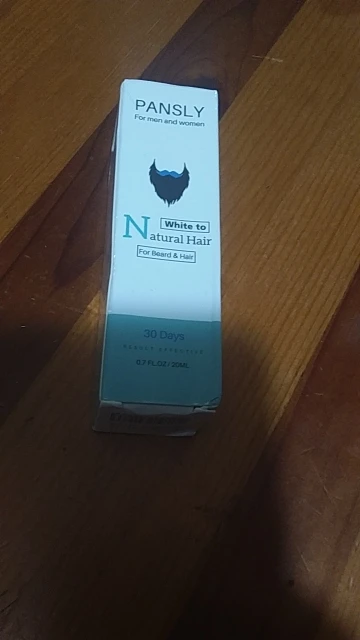 PANSLY
For men and women
White to
Natural Hair
For Beard & Hair
30 Days
0.7 FL.OZ / 20ML